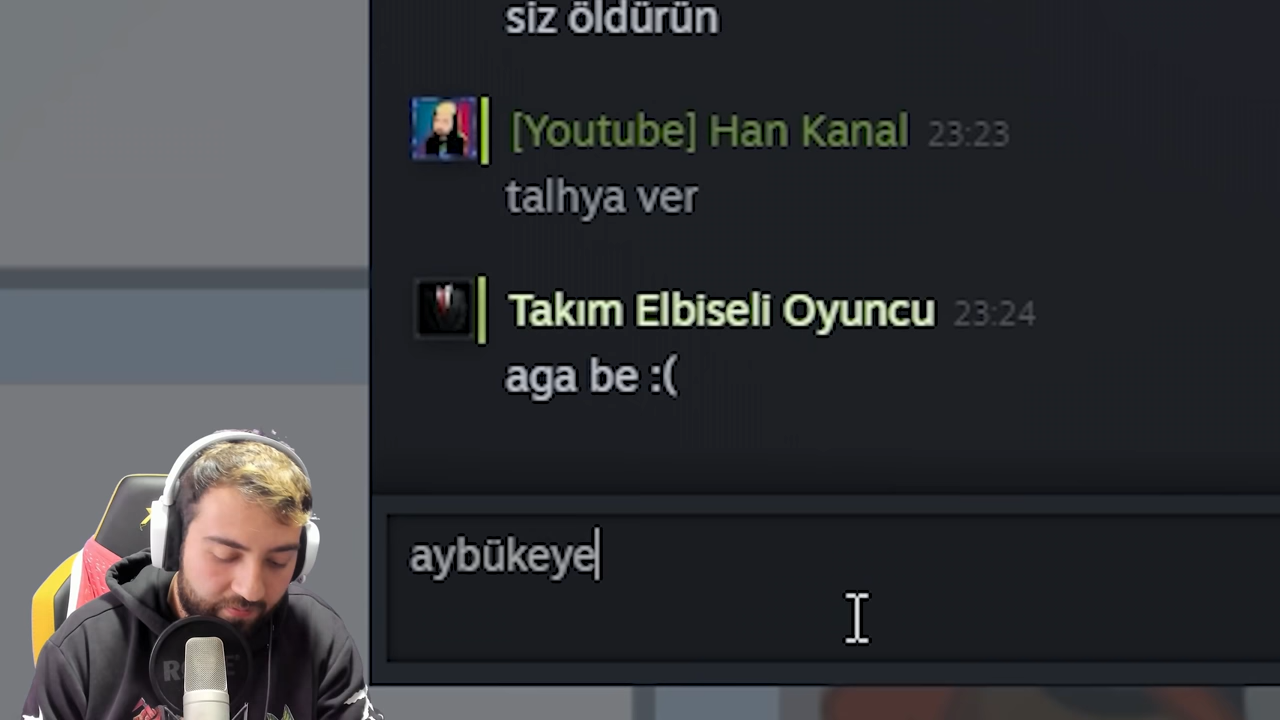 siz öldürün
[Youtube] Han Kanal 23:23
talhya ver
Takım Elbiseli Oyuncu 23:24
aga be :(
aybükeye